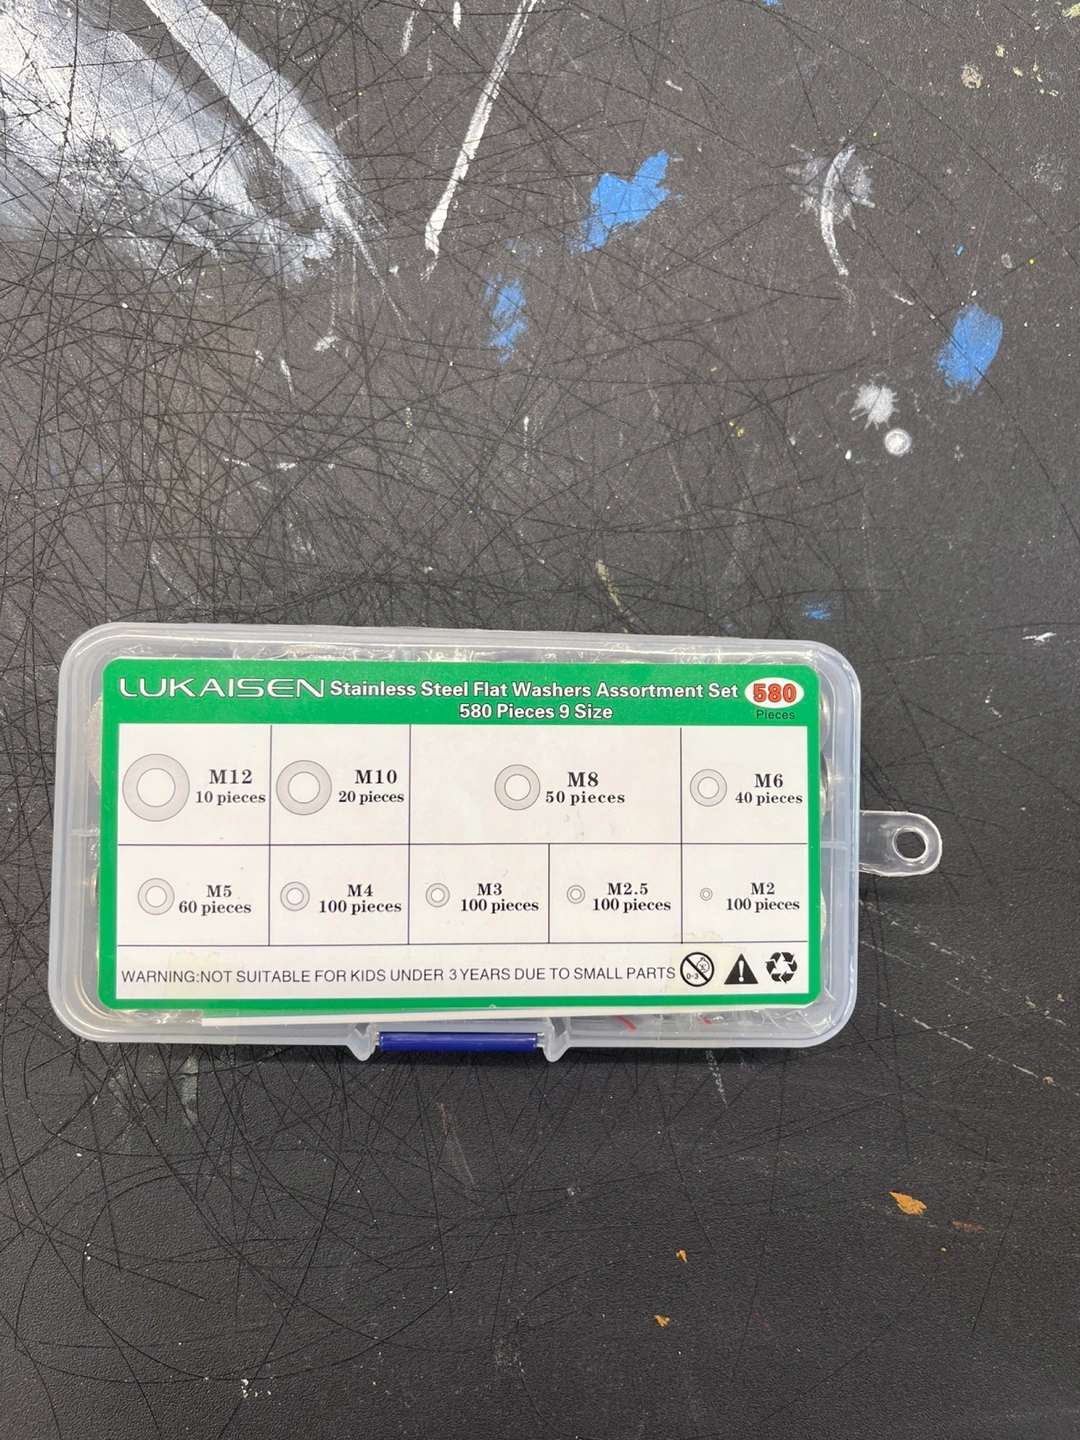 LUKAISEN Stainless Steel Flat Washers Assortment Set 580
580 Pieces 9 Size Pieces
M12 M10 M8 M6
10 pieces 20 pieces 50 pieces 40 pieces
M5 M4 M3 M2.5 M2
60 pieces 100 pieces 100 pieces 100 pieces 100 pieces
WARNING:NOT SUITABLE FOR KIDS UNDER 3 YEARS DUE TO SMALL PARTS 0-3